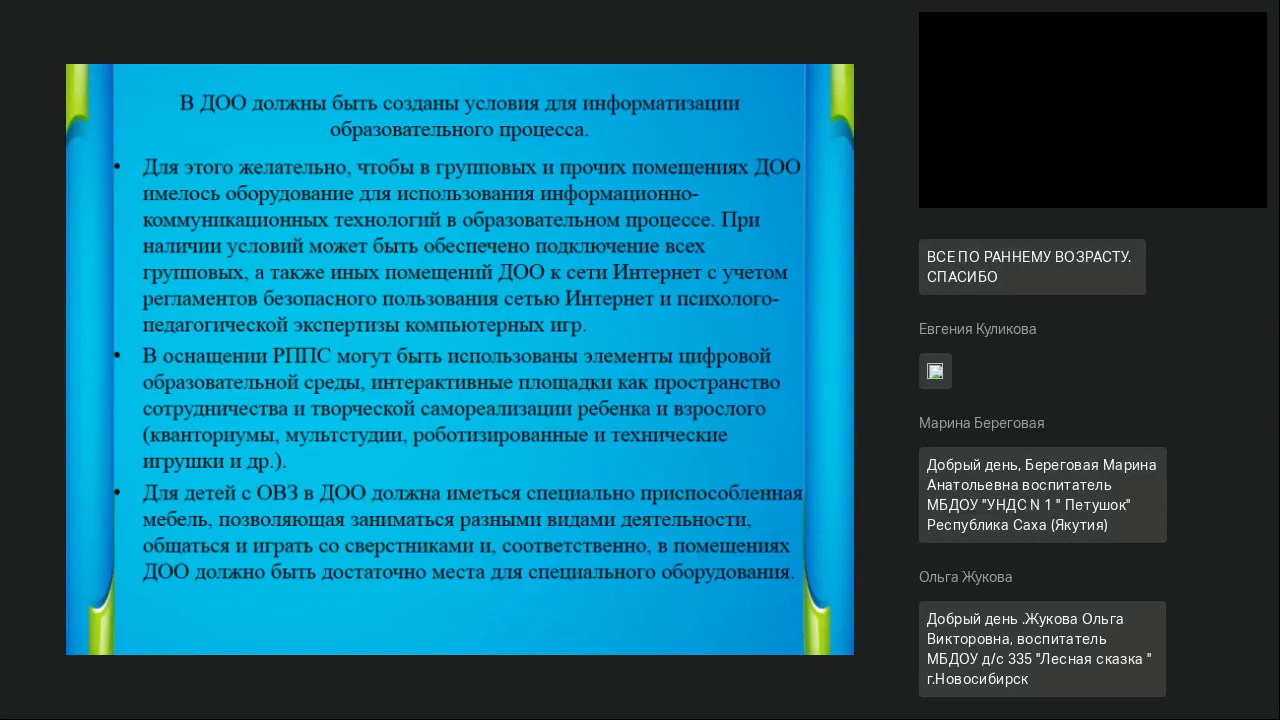 В ДОО должны быть созданы условия для информатизации
образовательного процесса.
• Для этого желательно, чтобы в групповых и прочих помещениях ДОО
имелось оборудование для использования информационно-
коммуникационных технологий в образовательном процессе. При
наличии условий может быть обеспечено подключение всех
групповых, а также иных помещений ДОО к сети Интернет с учетом
регламентов безопасного пользования сетью Интернет и психолого-
педагогической экспертизы компьютерных игр.
• В оснащении РППС могут быть использованы элементы цифровой
образовательной среды, интерактивные площадки как пространство
сотрудничества и творческой самореализации ребенка и взрослого
(кванториумы, мультстудии, роботизированные и технические
игрушки и др.).
• Для детей с ОВЗ в ДОО должна иметься специально приспособленная
мебель, позволяющая заниматься разными видами деятельности,
общаться и играть со сверстниками и, соответственно, в помещениях
ДОО должно быть достаточно места для специального оборудования.
ВСЕ ПО РАННЕМУ ВОЗРАСТУ.
СПАСИБО
Евгения Куликова
Марина Береговая
Добрый день, Береговая Марина
Анатольевна воспитатель
МБДОУ "УНДС N 1 " Петушок"
Республика Саха (Якутия)
Ольга Жукова
Добрый день .Жукова Ольга
Викторовна, воспитатель
МБДОУ д/с 335 "Лесная сказка "
г.Новосибирск